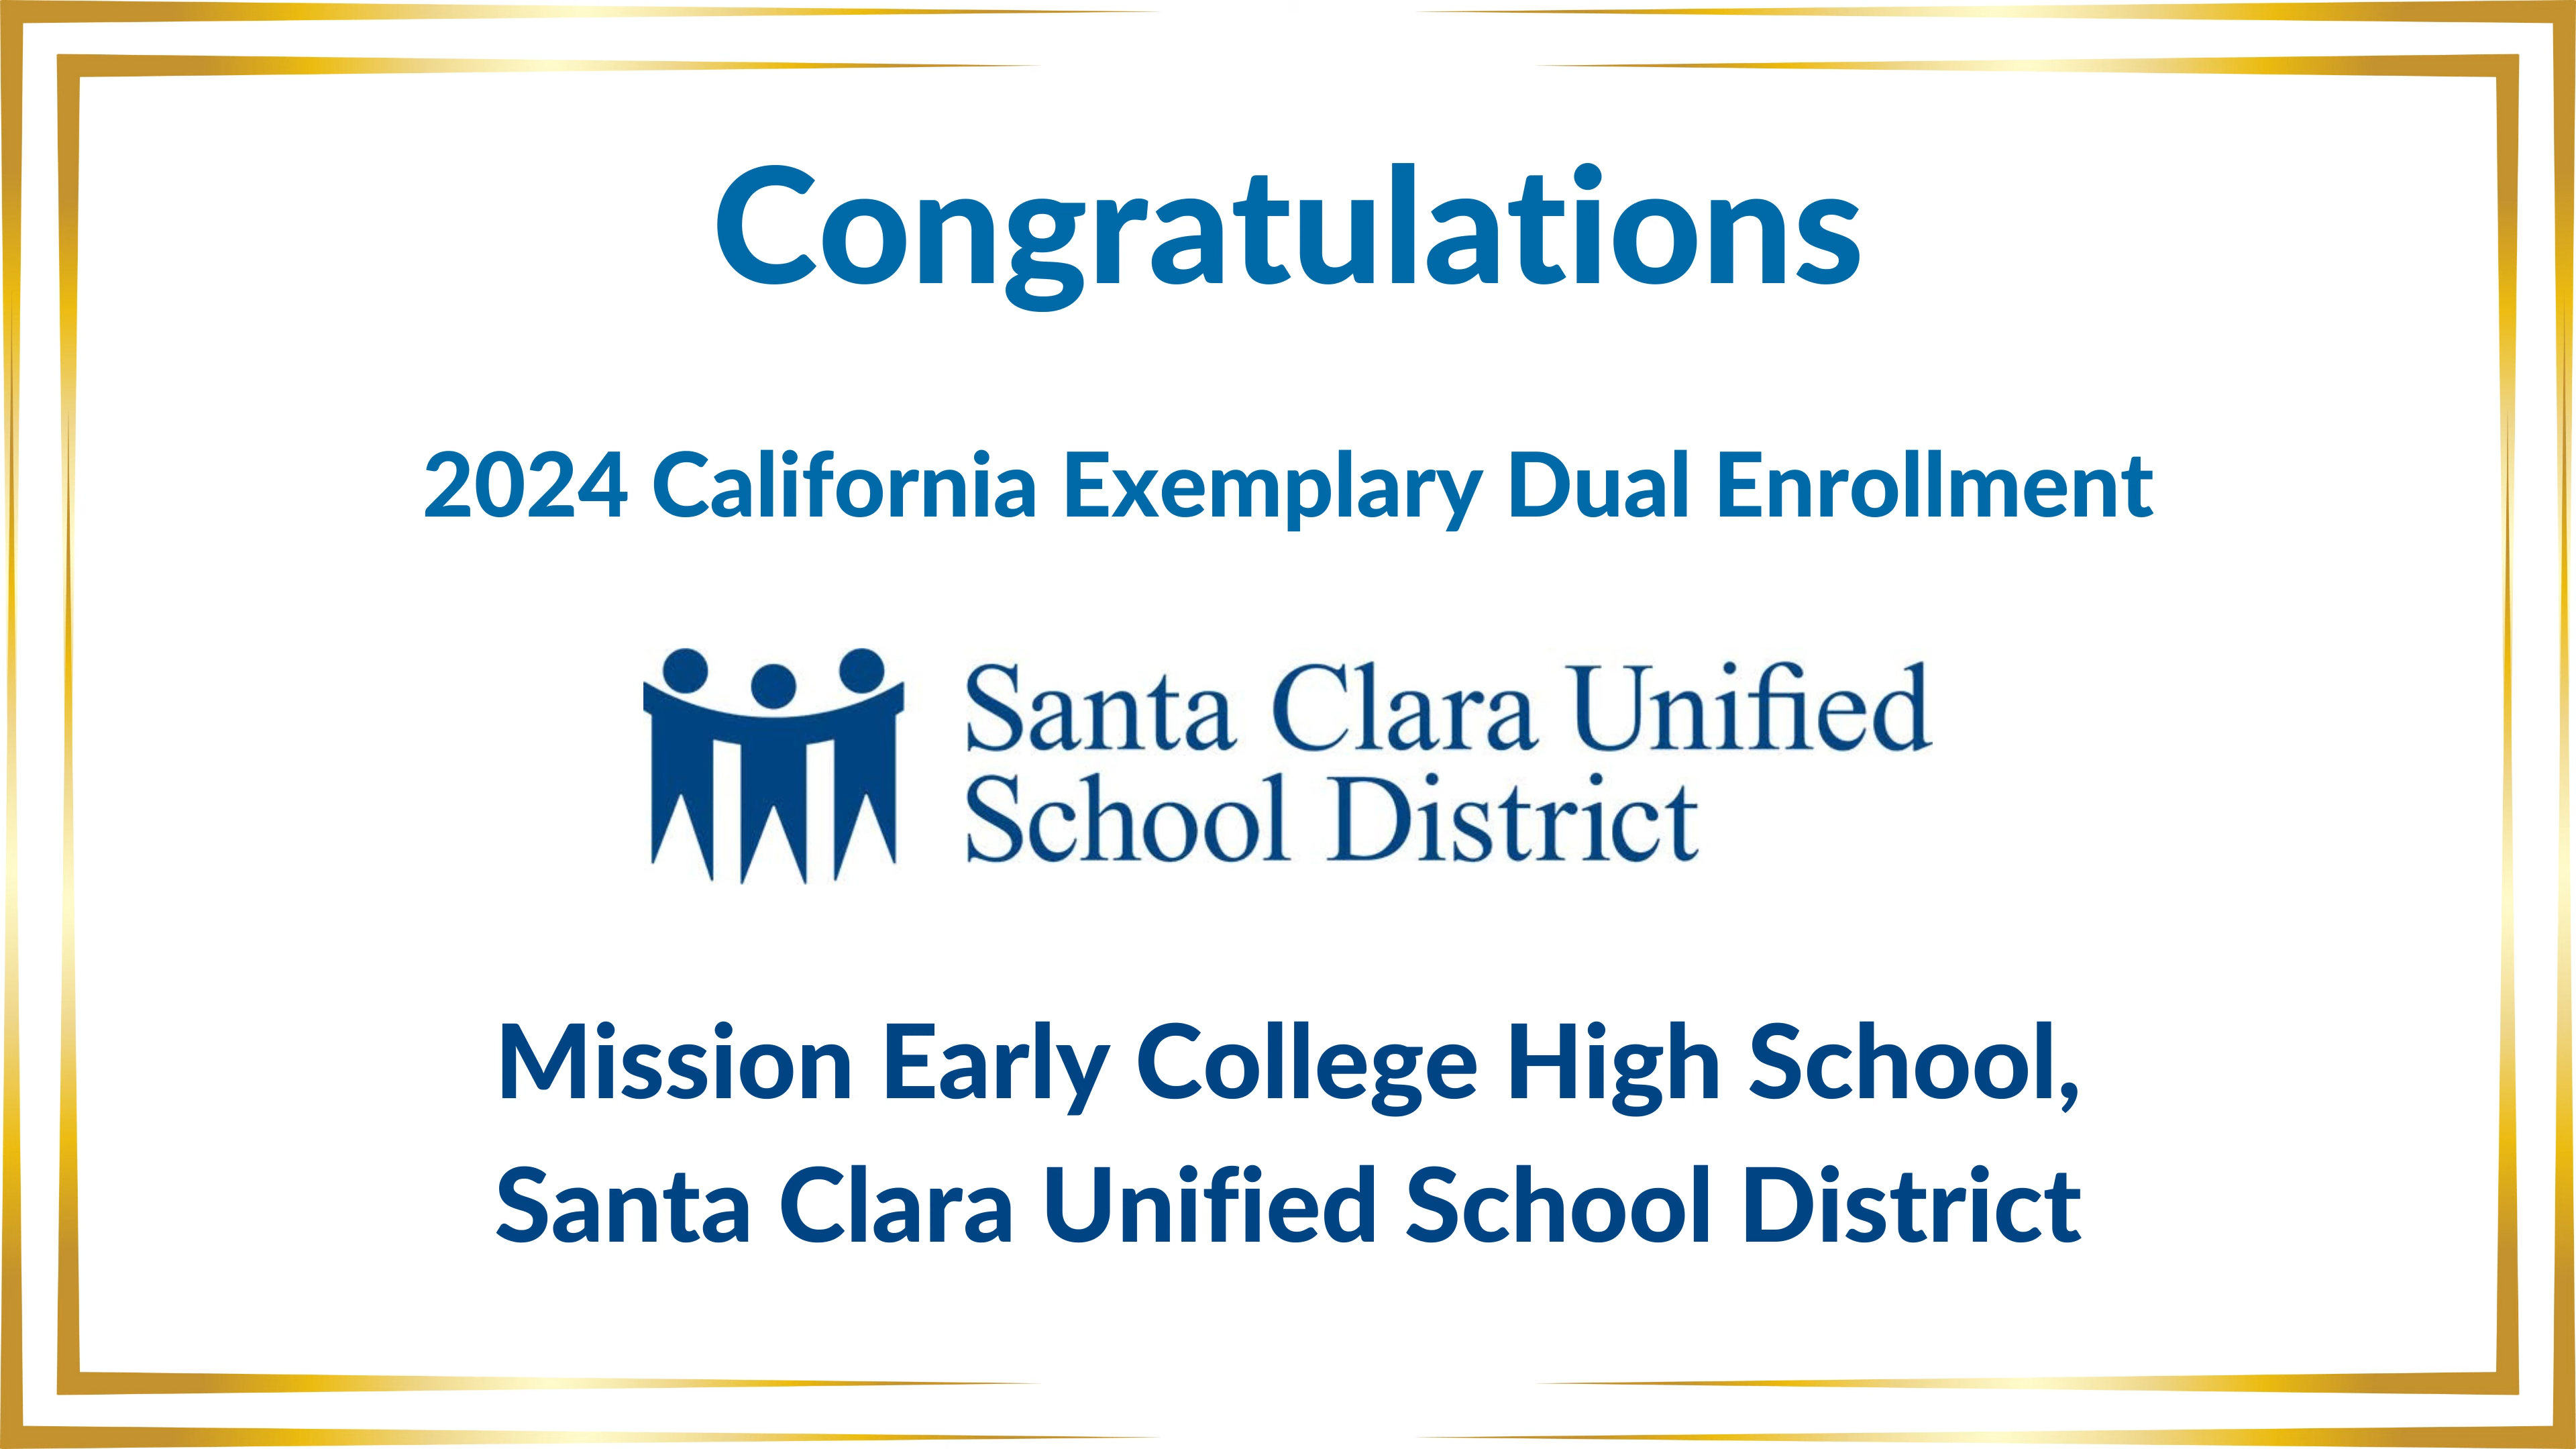 Congratulations
2024 California Exemplary Dual Enrollment
Santa Clara Unified
School District
Mission Early College High School,
Santa Clara Unified School District